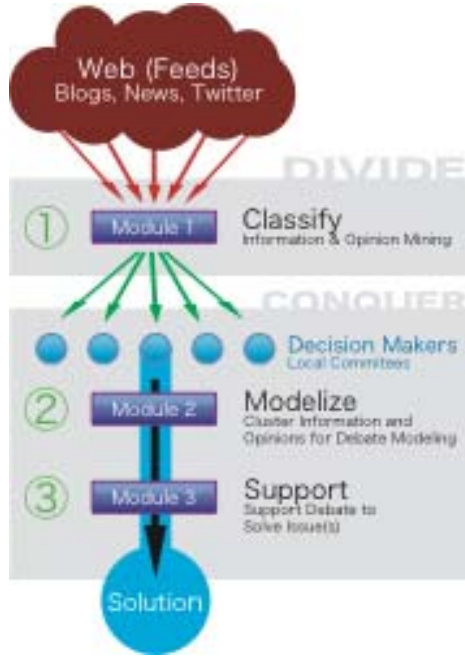 Web (Feeds)
Blogs, News, Twitter
DIVIDE
1
Module 1
Classify
Information & Opinion Mining
CONQUER
Decision Makers
Local Commitees
2
Module 2
Modelize
Cluster Information and
Opinions for Debate Modeling
3
Module 3
Support
Support Debate to
Solve Issue(s)
Solution